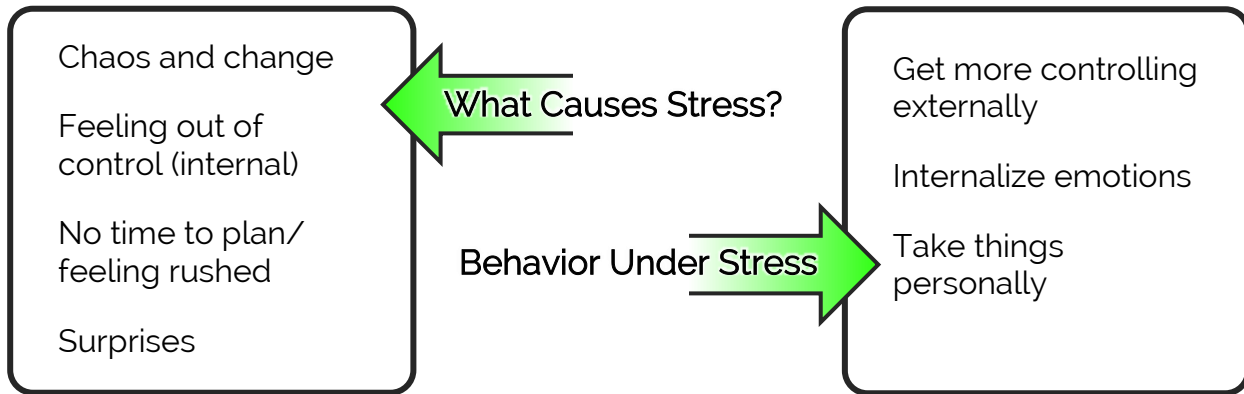 Chaos and change
Feeling out of
control (internal)
No time to plan/
feeling rushed
Surprises
What Causes Stress?
Behavior Under Stress
Get more controlling
externally
Internalize emotions
Take things
personally